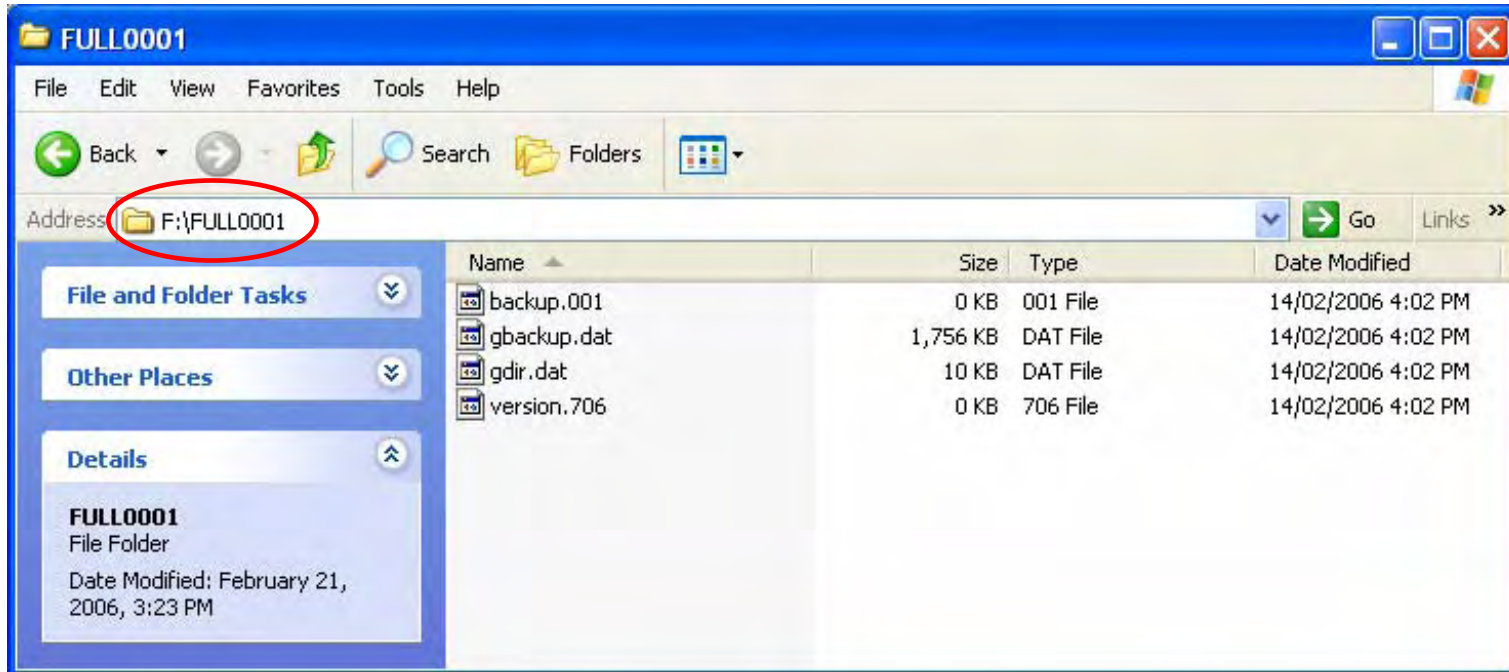 FULL0001
File Edit View Favorites Tools Help
Back Search Folders
Address F:\FULL0001 Go Links »
File and Folder Tasks
Other Places
Details
FULL0001
File Folder
Date Modified: February 21,
2006, 3:23 PM
Name Size Type Date Modified
backup.001 0 KB 001 File 14/02/2006 4:02 PM
gbackup.dat 1,756 KB DAT File 14/02/2006 4:02 PM
gdir.dat 10 KB DAT File 14/02/2006 4:02 PM
version.706 0 KB 706 File 14/02/2006 4:02 PM